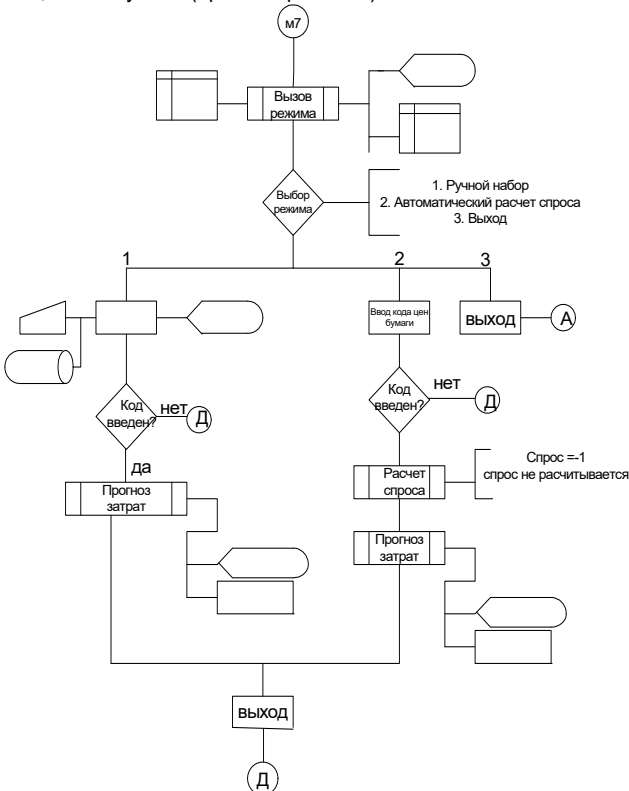 м7
Вызов
режима
Выбор
режима
1. Ручной набор
2. Автоматический расчет спроса
3. Выход
1
2
3
Ввод кода цен
бумаги
выход
А
Код
введен?
нет
Д
Код
введен?
нет
Д
да
Прогноз
затрат
Расчет
спроса
Спрос =-1
спрос не расчитывается
Прогноз
затрат
выход
Д